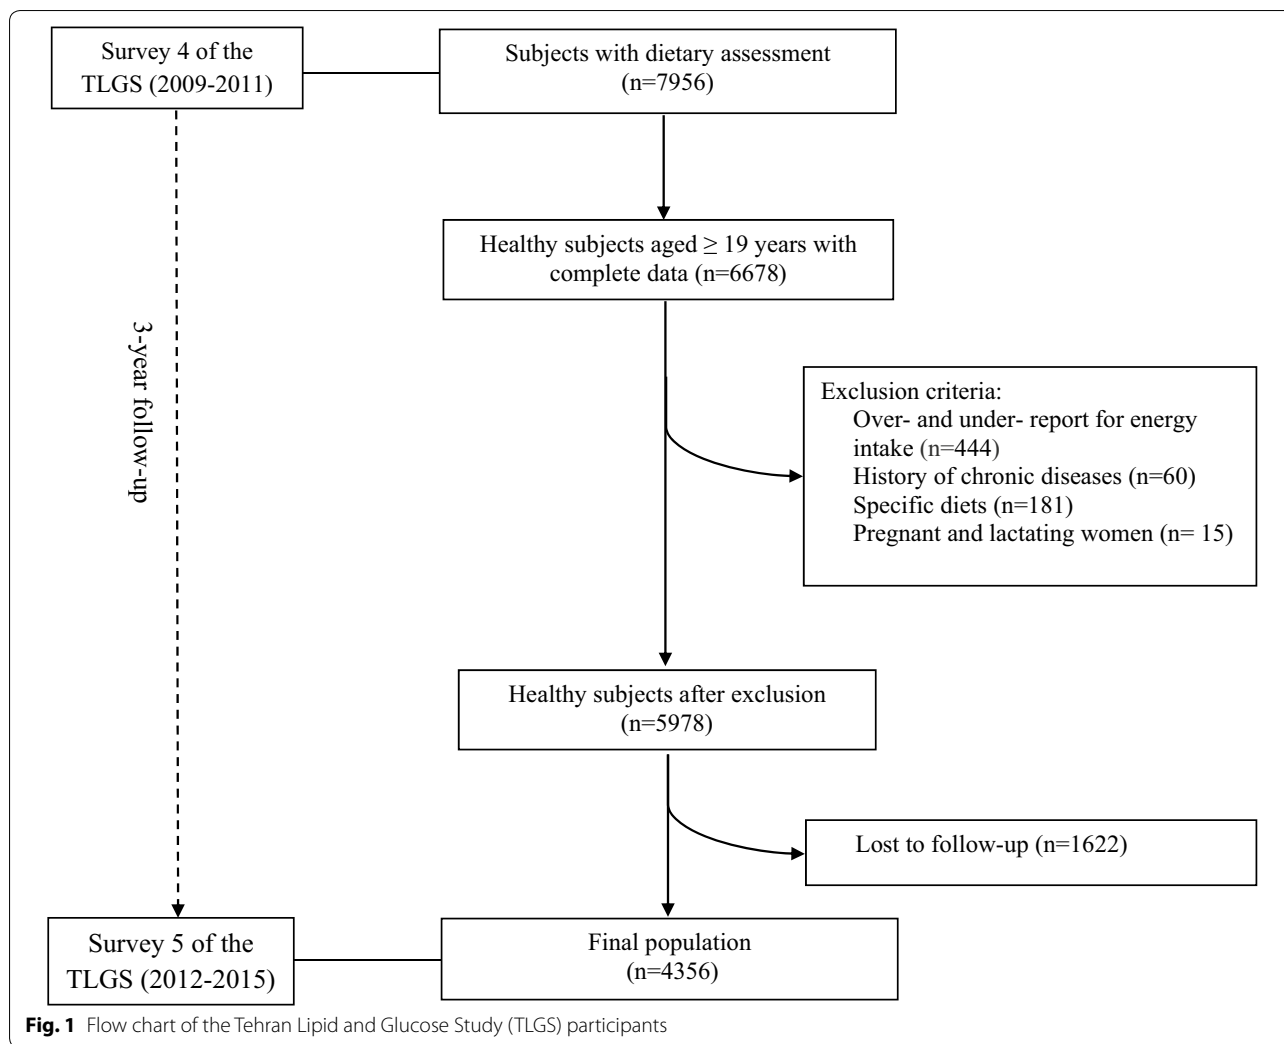 Survey 4 of the
TLGS (2009-2011)
Subjects with dietary assessment
(n=7956)
Healthy subjects aged ≥ 19 years with
complete data (n=6678)
3-year follow-up
Exclusion criteria:
Over- and under- report for energy
intake (n=444)
History of chronic diseases (n=60)
Specific diets (n=181)
Pregnant and lactating women (n= 15)
Healthy subjects after exclusion
(n=5978)
Lost to follow-up (n=1622)
Survey 5 of the
TLGS (2012-2015)
Final population
(n=4356)
Fig. 1 Flow chart of the Tehran Lipid and Glucose Study (TLGS) participants